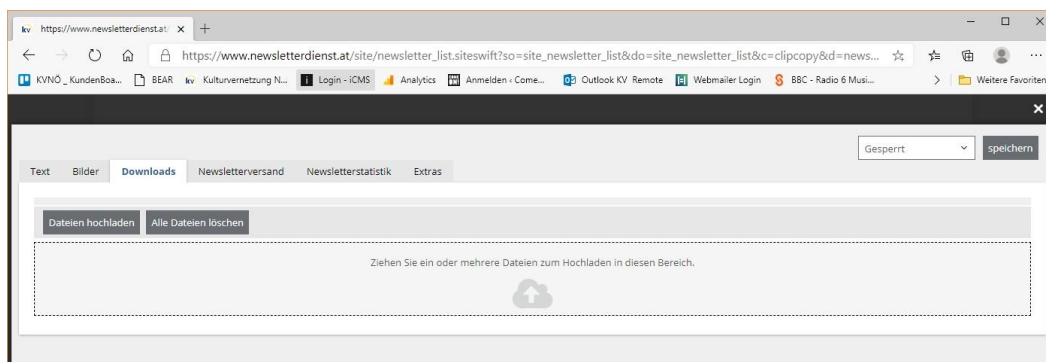 kv https://www.newsletterdienst.at/
https://www.newsletterdienst.at/site/newsletter_list.siteswift?so=site_newsletter_list&do=site_newsletter_list&c=clipcopy&d=news...
KVNÖ_KundenBoa... BEAR kv Kulturvernetzung N... i Login - iCMS Analytics Anmelden ‹ Come... Outlook KV Remote Webmailer Login BBC - Radio 6 Musi... Weitere Favoriten
Gesperrt speichern
Text Bilder Downloads Newsletterversand Newsletterstatistik Extras
Dateien hochladen Alle Dateien löschen
Ziehen Sie ein oder mehrere Dateien zum Hochladen in diesen Bereich.